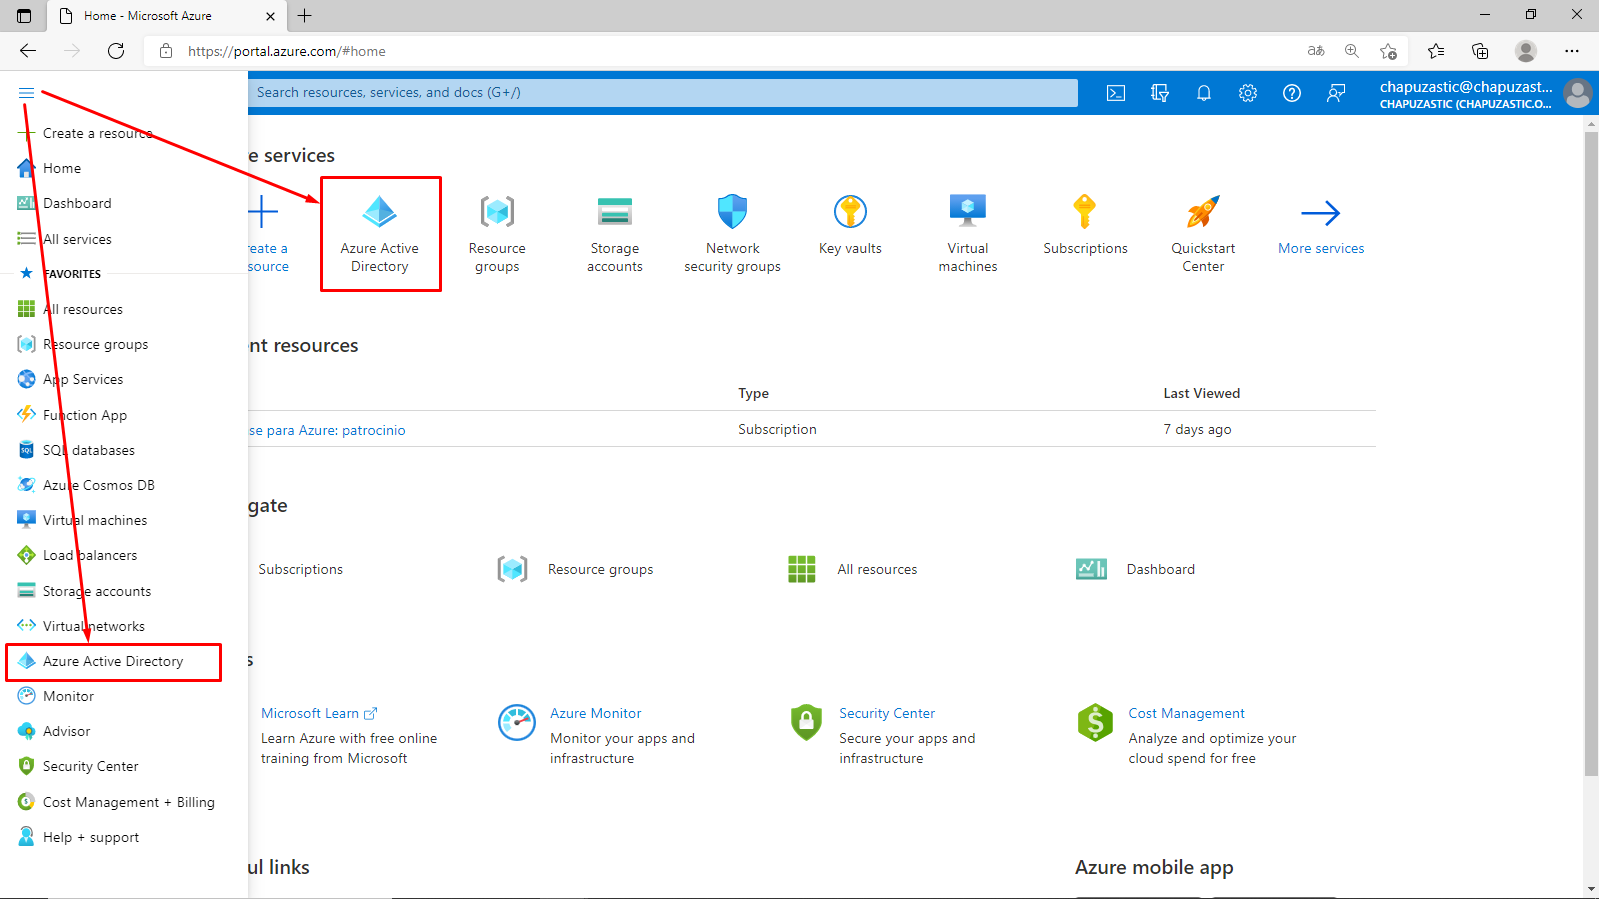 Home - Microsoft Azure
https://portal.azure.com/#home
Search resources, services, and docs (G+/)
chapuzastic@chapuzast...
CHAPUZASTIC (CHAPUZASTIC.O...
Create a resource
Home
Dashboard
All services
FAVORITES
All resources
Resource groups
App Services
Function App
SQL databases
Azure Cosmos DB
Virtual machines
Load balancers
Storage accounts
Virtual networks
Azure Active Directory
Monitor
Advisor
Security Center
Cost Management + Billing
Help + support
e services
reate a
source
Azure Active
Directory
Resource
groups
Storage
accounts
Network
security groups
Key vaults
Virtual
machines
Subscriptions
Quickstart
Center
More services
nt resources
Type
Last Viewed
se para Azure: patrocinio
Subscription
7 days ago
gate
Subscriptions
Resource groups
All resources
Dashboard
s
Microsoft Learn
Learn Azure with free online
training from Microsoft
Azure Monitor
Monitor your apps and
infrastructure
Security Center
Secure your apps and
infrastructure
Cost Management
Analyze and optimize your
cloud spend for free
ul links
Azure mobile app